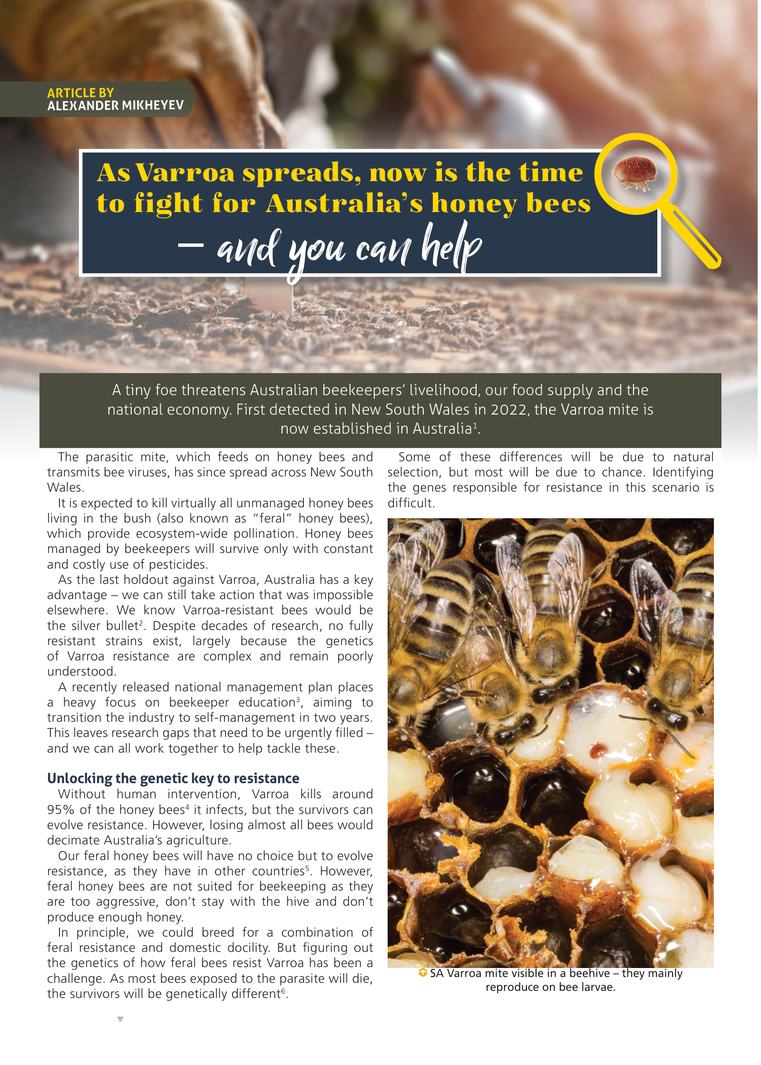 ARTICLE BY
ALEXANDER MIKHEYEV
As Varroa spreads, now is the time
to fight for Australia's honey bees
– and you can help
A tiny foe threatens Australian beekeepers' livelihood, our food supply and the
national economy. First detected in New South Wales in 2022, the Varroa mite is
now established in Australia¹.
The parasitic mite, which feeds on honey bees and
transmits bee viruses, has since spread across New South
Wales.
It is expected to kill virtually all unmanaged honey bees
living in the bush (also known as "feral" honey bees),
which provide ecosystem-wide pollination. Honey bees
managed by beekeepers will survive only with constant
and costly use of pesticides.
As the last holdout against Varroa, Australia has a key
advantage – we can still take action that was impossible
elsewhere. We know Varroa-resistant bees would be
the silver bullet². Despite decades of research, no fully
resistant strains exist, largely because the genetics
of Varroa resistance are complex and remain poorly
understood.
A recently released national management plan places
a heavy focus on beekeeper education³, aiming to
transition the industry to self-management in two years.
This leaves research gaps that need to be urgently filled –
and we can all work together to help tackle these.
Unlocking the genetic key to resistance
Without human intervention, Varroa kills around
95% of the honey bees⁴ it infects, but the survivors can
evolve resistance. However, losing almost all bees would
decimate Australia's agriculture.
Our feral honey bees will have no choice but to evolve
resistance, as they have in other countries⁵. However,
feral honey bees are not suited for beekeeping as they
are too aggressive, don't stay with the hive and don't
produce enough honey.
In principle, we could breed for a combination of
feral resistance and domestic docility. But figuring out
the genetics of how feral bees resist Varroa has been a
challenge. As most bees exposed to the parasite will die,
the survivors will be genetically different⁶.
Some of these differences will be due to natural
selection, but most will be due to chance. Identifying
the genes responsible for resistance in this scenario is
difficult.
SA Varroa mite visible in a beehive – they mainly
reproduce on bee larvae.